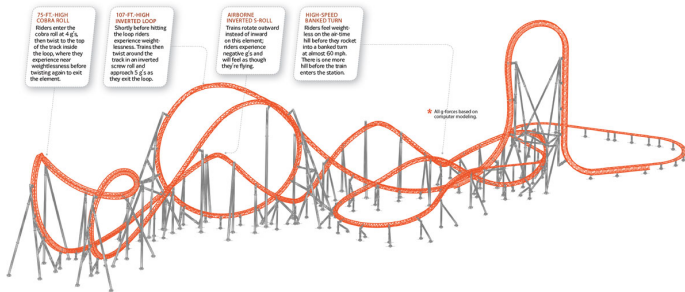 75-FT.-HIGH
COBRA ROLL
Riders enter the
cobra roll at 4 g's,
then twist to the top
of the track inside
the loop, where they
experience near
weightlessness before
twisting again to exit
the element.
107-FT.-HIGH
INVERTED LOOP
Shortly before hitting
the loop riders
experience weight-
lessness. Trains then
twist around the
track in an inverted
screw roll and
approach 5 g's as
they exit the loop.
AIRBORNE
INVERTED S-ROLL
Trains rotate outward
instead of inward
on this element;
riders experience
negative g's and
will feel as though
they're flying.
HIGH-SPEED
BANKED TURN
Riders feel weight-
less on the air-time
hill before they rocket
into a banked turn
at almost 60 mph.
There is one more
hill before the train
enters the station.
* All g-forces based on
computer modeling.